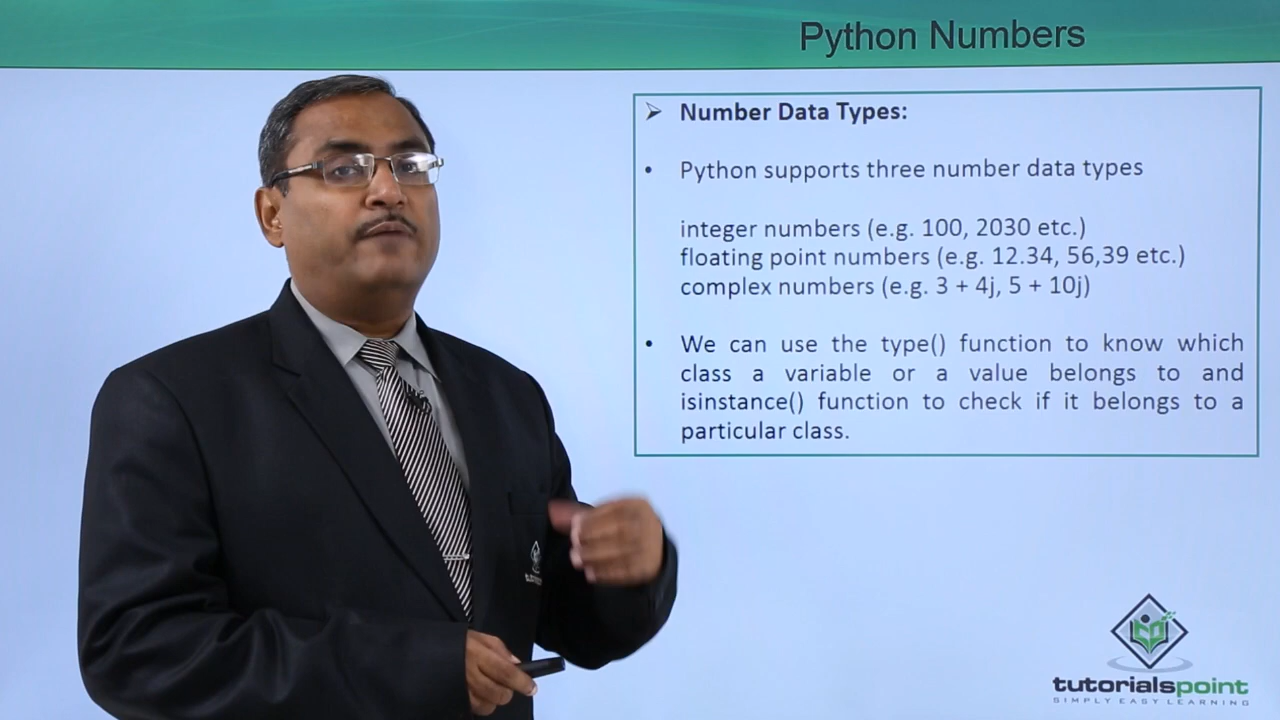 Python Numbers
➢ Number Data Types:
• Python supports three number data types
integer numbers (e.g. 100, 2030 etc.)
floating point numbers (e.g. 12.34, 56,39 etc.)
complex numbers (e.g. 3 + 4j, 5 + 10j)
• We can use the type() function to know which
class a variable or a value belongs to and
isinstance() function to check if it belongs to a
particular class.
tutorialspoint
SIMPLY EASY LEARNING